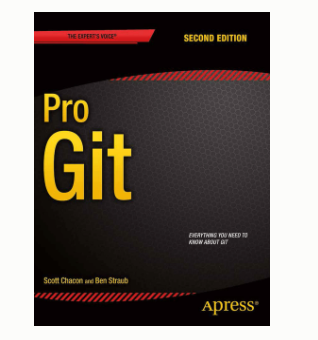 THE EXPERT'S VOICE®
SECOND EDITION
Pro
Git
EVERYTHING YOU NEED TO
KNOW ABOUT GIT
Scott Chacon and Ben Straub
Apress®